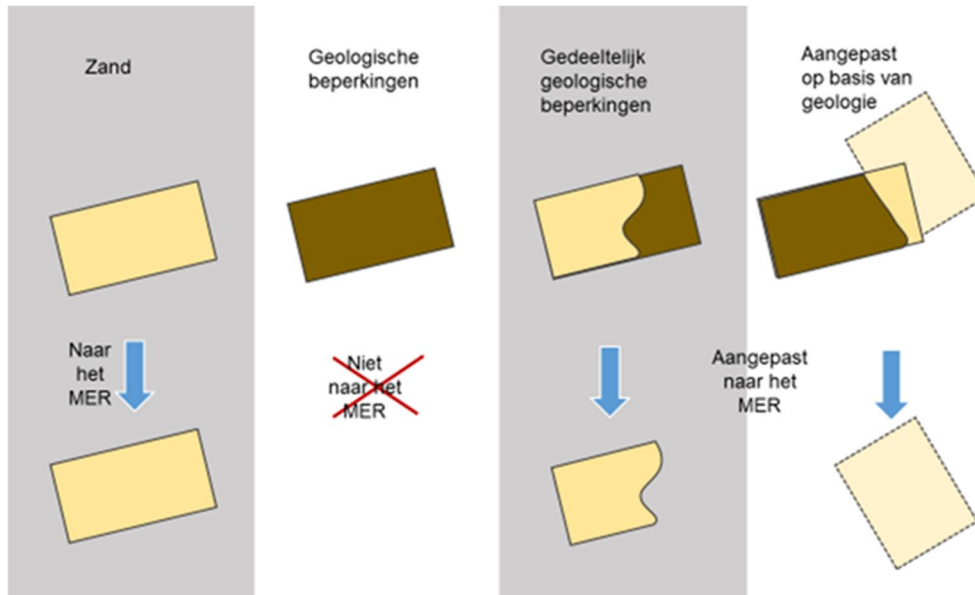 Zand
Geologische
beperkingen
Gedeeltelijk
geologische
beperkingen
Aangepast
op basis van
geologie
Naar
het
MER
Niet
naar het
MER
Aangepast
naar het
MER